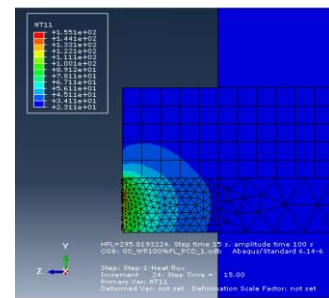 NT11
+1.551e+02
+1.441e+02
+1.331e+02
+1.221e+02
+1.111e+02
+1.001e+02
+8.912e+01
+7.811e+01
+6.711e+01
+5.611e+01
+4.511e+01
+3.411e+01
+2.311e+01
HFL=295.8193224. Step time 15 s, amplitude time 100 s
ODB: OD_WP100%FL_PCD_1.odb Abaqus/Standard 6.14-6
Y
Z X
Step: Step-1-Heat flux
Increment 24: Step Time = 15.00
Primary Var: NT11
Deformed Var: not set Deformation Scale Factor: not set